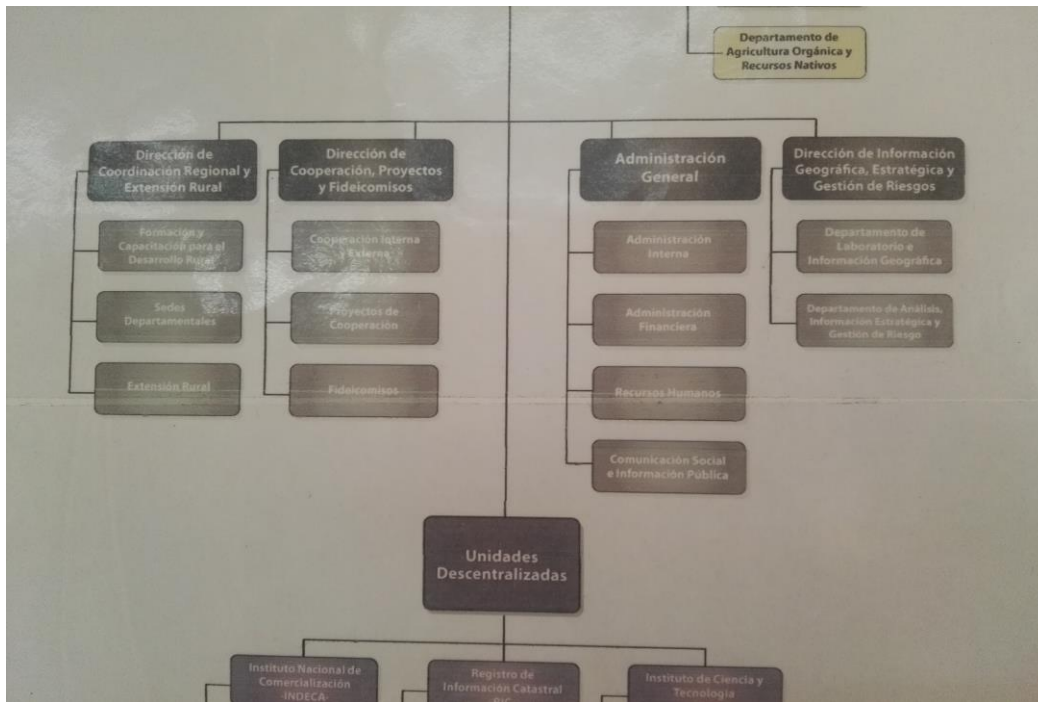 Departamento de
Agricultura Orgánica y
Recursos Nativos
Dirección de
Coordinación Regional y
Extensión Rural
Dirección de
Cooperación, Proyectos
y Fideicomisos
Administración
General
Dirección de Información
Geográfica, Estratégica y
Gestión de Riesgos
Formación y
Capacitación para el
Desarrollo Rural
Cooperación Interna
y Externa
Administración
Interna
Departamento de
Laboratorio e
Información Geográfica
Sedes
Departamentales
Proyectos de
Cooperación
Administración
Financiera
Departamento de Análisis,
Información Estratégica y
Gestión de Riesgo
Extensión Rural
Fideicomisos
Recursos Humanos
Comunicación Social
e Información Pública
Unidades
Descentralizadas
Instituto Nacional de
Comercialización
-INDECA-
Registro de
Información Catastral
Instituto de Ciencia y
Tecnología